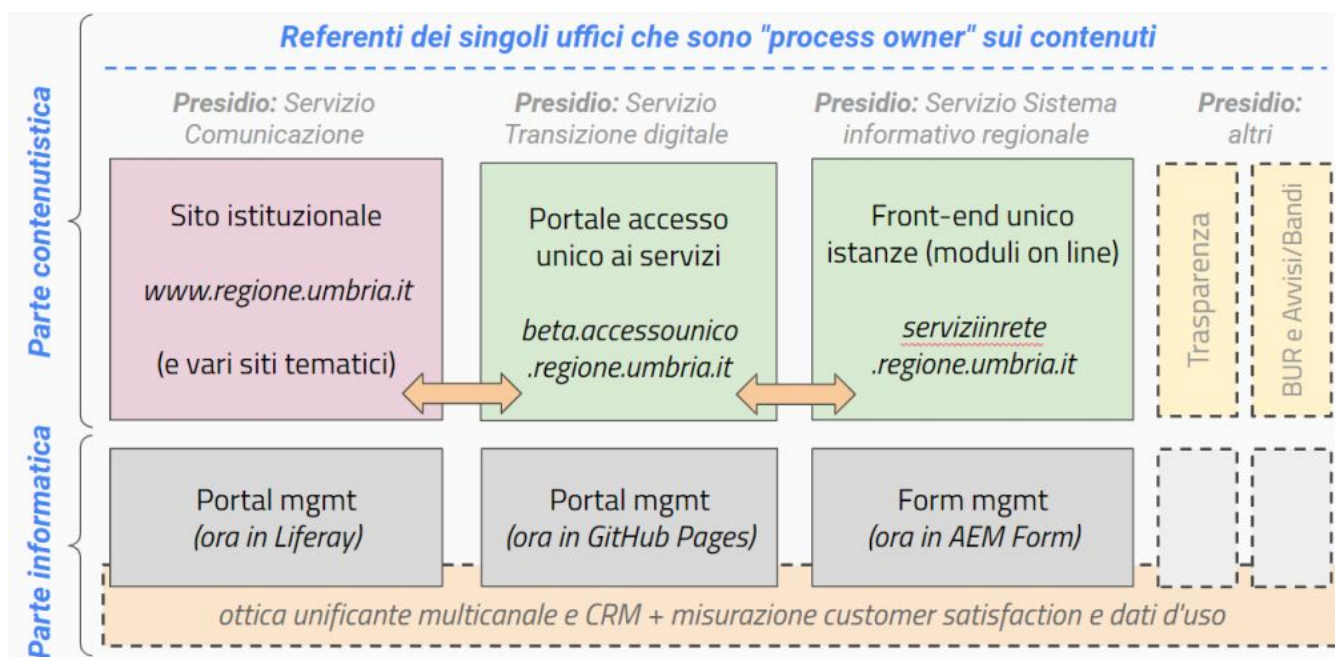 Referenti dei singoli uffici che sono "process owner" sui contenuti
Parte contenutistica
Presidio: Servizio
Comunicazione
Presidio: Servizio
Transizione digitale
Presidio: Servizio Sistema
informativo regionale
Presidio:
altri
Sito istituzionale
www.regione.umbria.it
(e vari siti tematici)
Portale accesso
unico ai servizi
beta.accessounico
.regione.umbria.it
Front-end unico
istanze (moduli on line)
serviziinrete
.regione.umbria.it
Trasparenza
BUR e Avvisi/Bandi
Parte informatica
Portal mgmt
(ora in Liferay)
Portal mgmt
(ora in GitHub Pages)
Form mgmt
(ora in AEM Form)
ottica unificante multicanale e CRM + misurazione customer satisfaction e dati d'uso